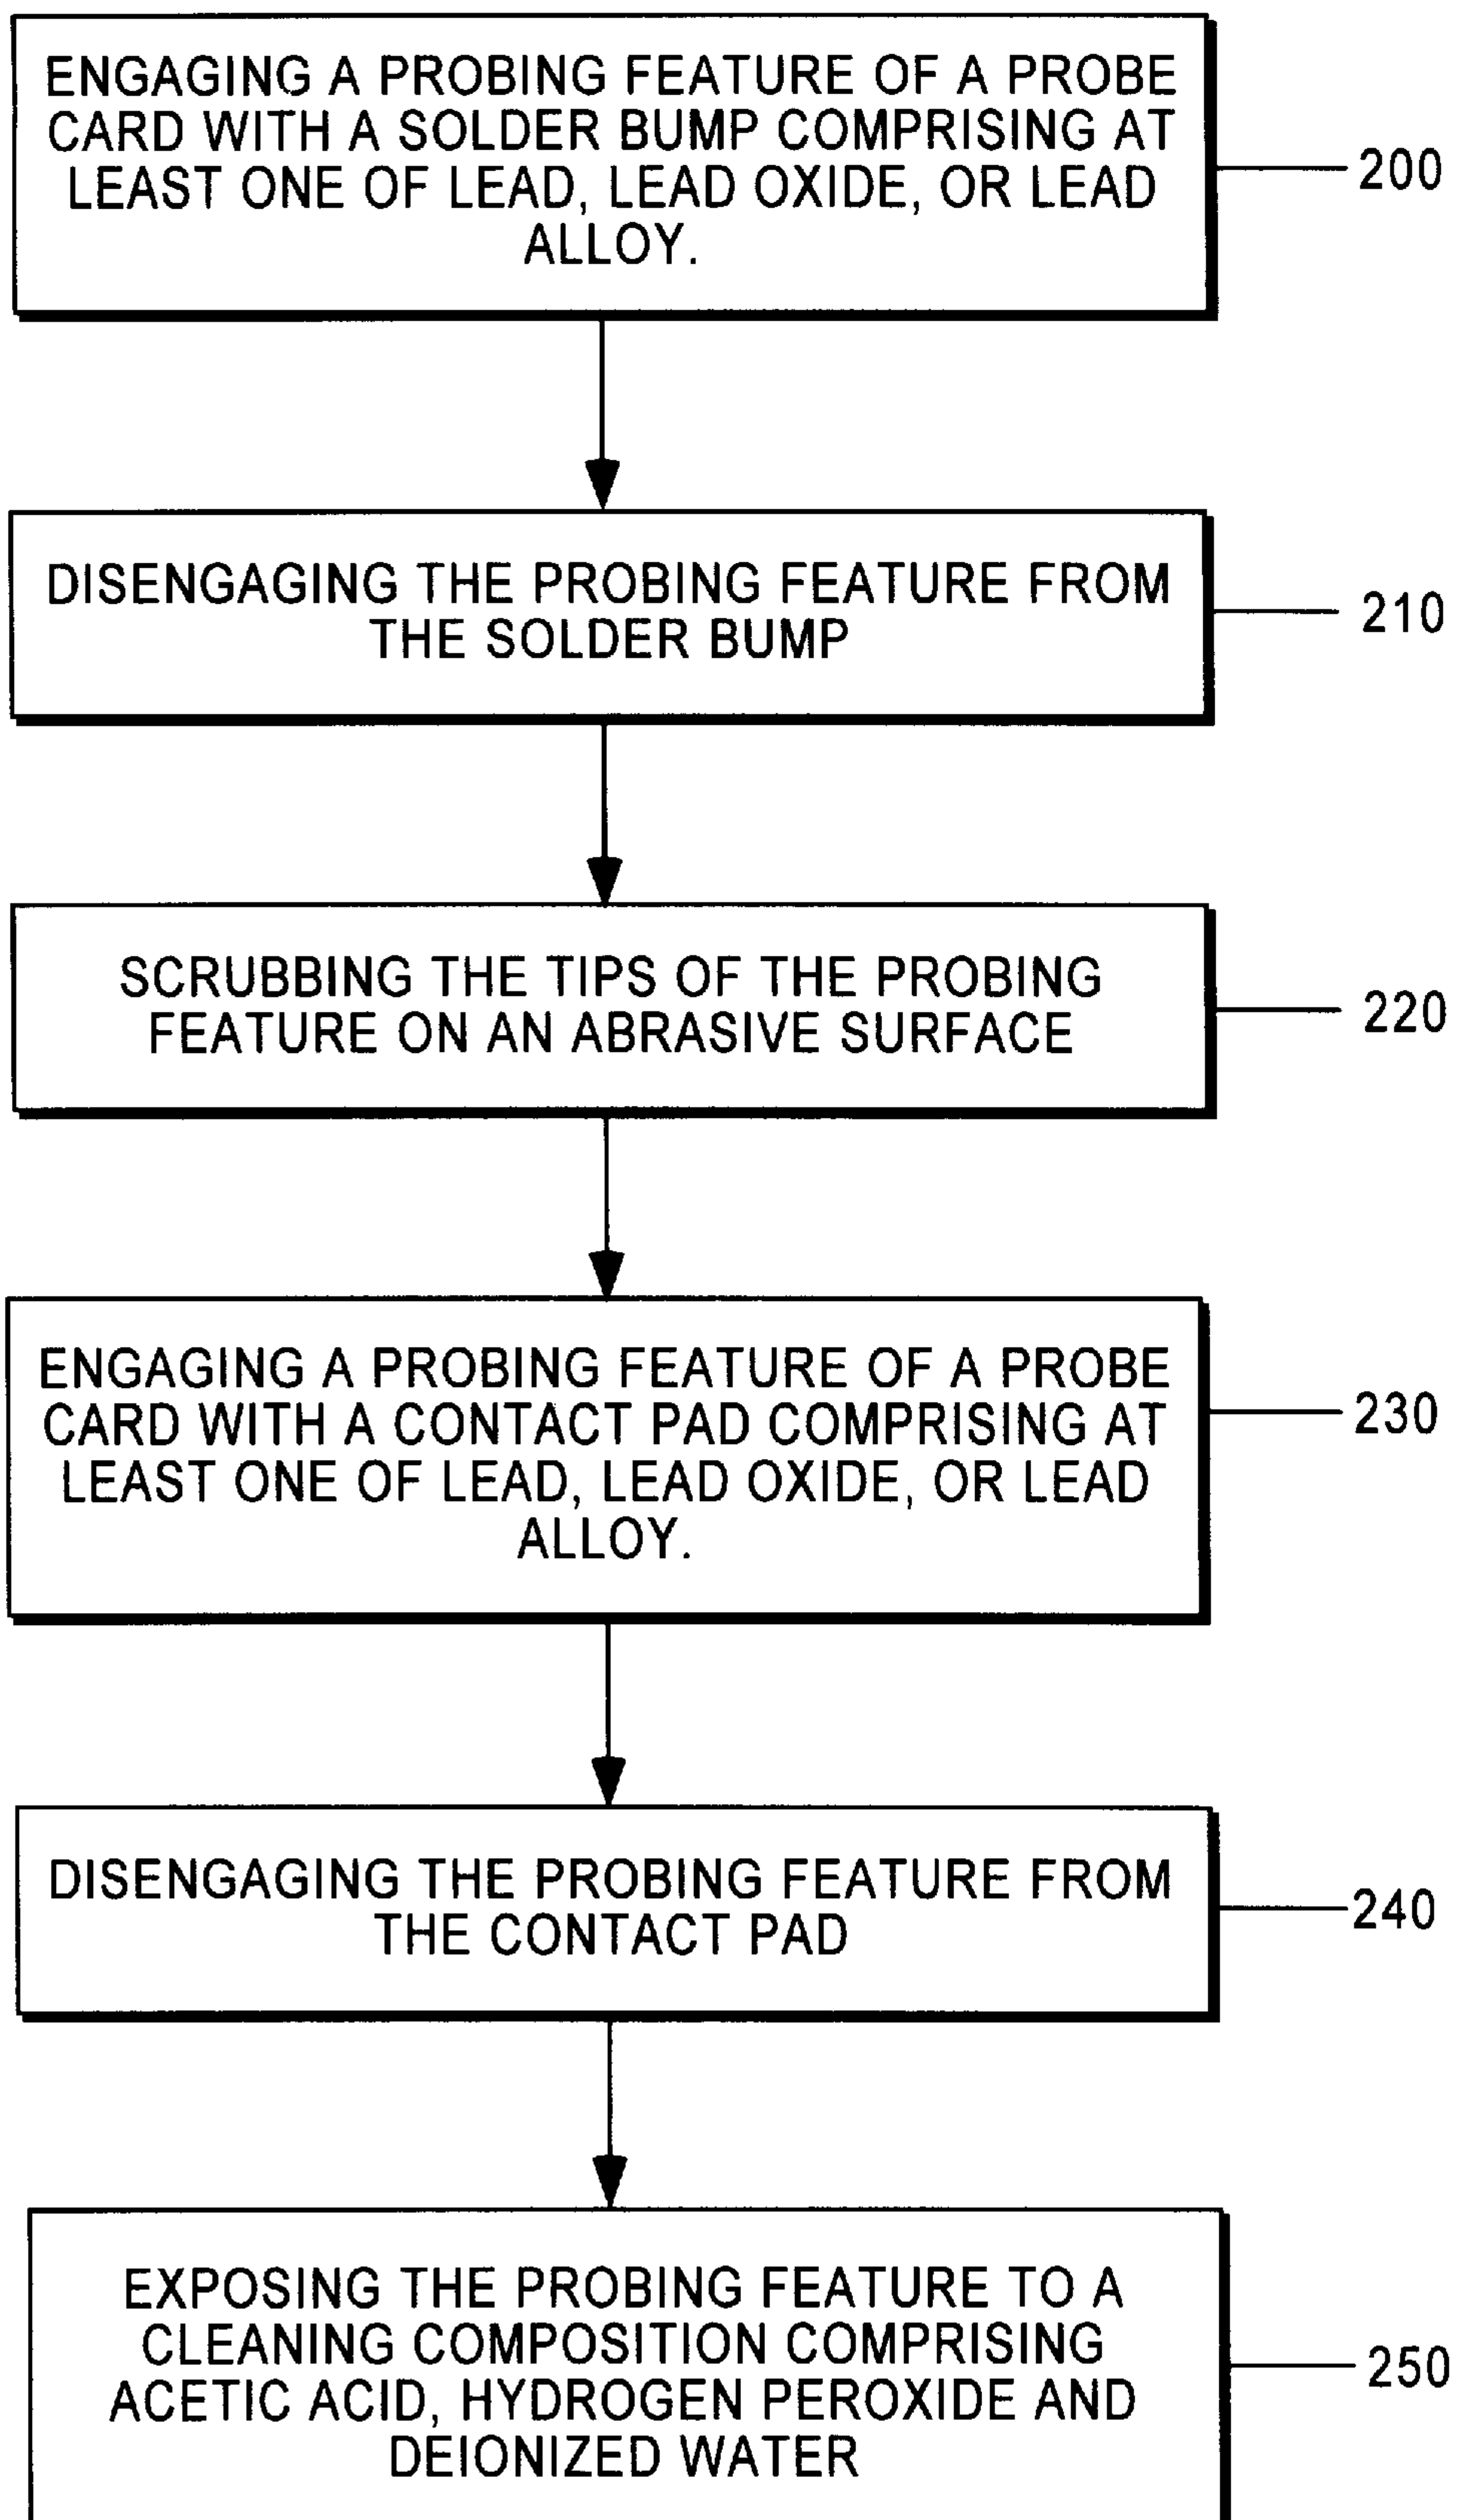 ENGAGING A PROBING FEATURE OF A PROBE
CARD WITH A SOLDER BUMP COMPRISING AT
LEAST ONE OF LEAD, LEAD OXIDE, OR LEAD
ALLOY.
200
DISENGAGING THE PROBING FEATURE FROM
THE SOLDER BUMP
210
SCRUBBING THE TIPS OF THE PROBING
FEATURE ON AN ABRASIVE SURFACE
220
ENGAGING A PROBING FEATURE OF A PROBE
CARD WITH A CONTACT PAD COMPRISING AT
LEAST ONE OF LEAD, LEAD OXIDE, OR LEAD
ALLOY.
230
DISENGAGING THE PROBING FEATURE FROM
THE CONTACT PAD
240
EXPOSING THE PROBING FEATURE TO A
CLEANING COMPOSITION COMPRISING
ACETIC ACID, HYDROGEN PEROXIDE AND
DEIONIZED WATER
250